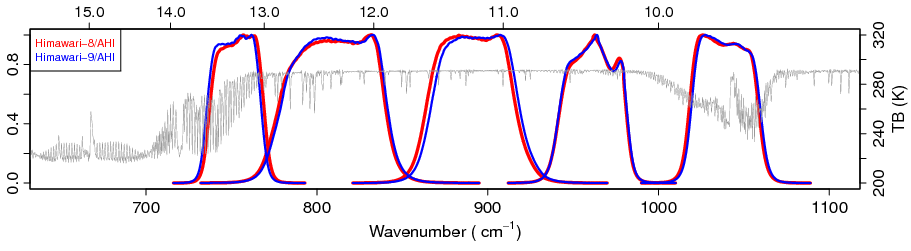 15.0 14.0 13.0 12.0 11.0 10.0
Himawari−8/AHI
Himawari−9/AHI
0.0 0.4 0.8
200 240 280 320
TB (K)
700 800 900 1000 1100
Wavenumber ( cm⁻¹)